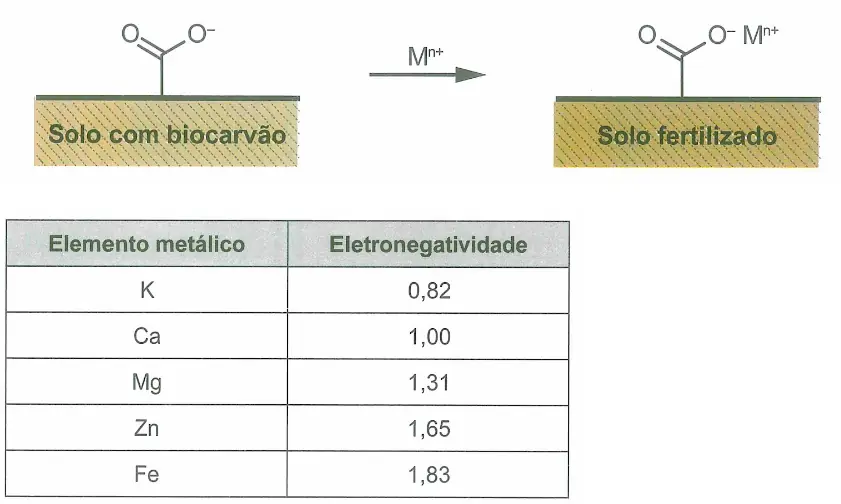 O O⁻
Mⁿ⁺
O O⁻ Mⁿ⁺
Solo com biocarvão
Solo fertilizado
Elemento metálico Eletronegatividade
K 0,82
Ca 1,00
Mg 1,31
Zn 1,65
Fe 1,83